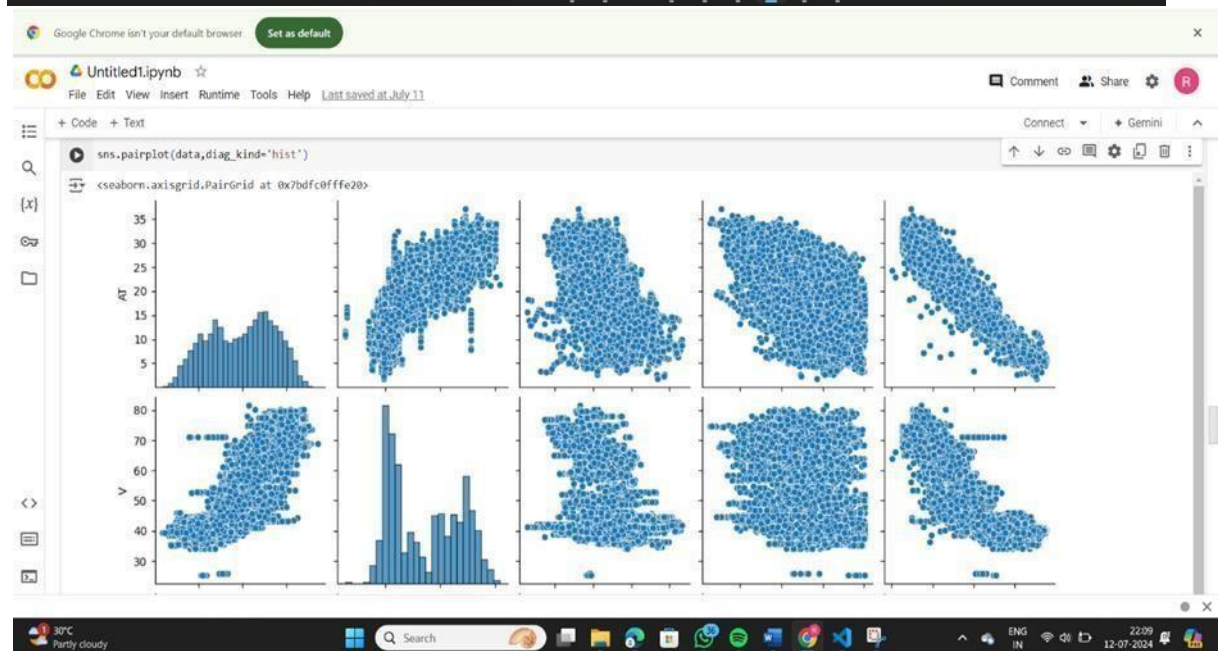 Google Chrome isn't your default browser Set as default
Untitled1.ipynb
Comment Share R
File Edit View Insert Runtime Tools Help Last saved at July 11
+ Code + Text Connect Gemini
sns.pairplot(data,diag_kind='hist')
<seaborn.axisgrid.PairGrid at 0x7bdfc0fffe20>
{x}
35
30
25
AT
20
15
10
5
80
70
60
V
50
40
30
1 30°C
Partly cloudy
Search
ENG
IN
22:09
12-07-2024